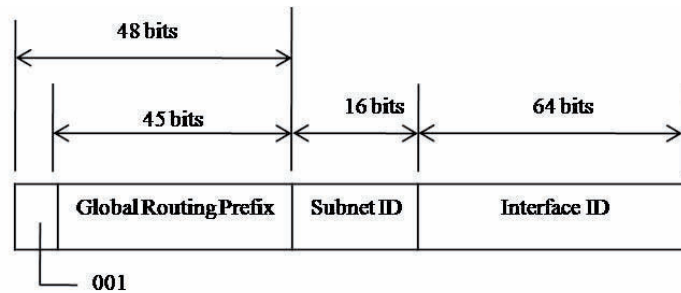 48 bits
45 bits
16 bits
64 bits
Global Routing Prefix
Subnet ID
Interface ID
001